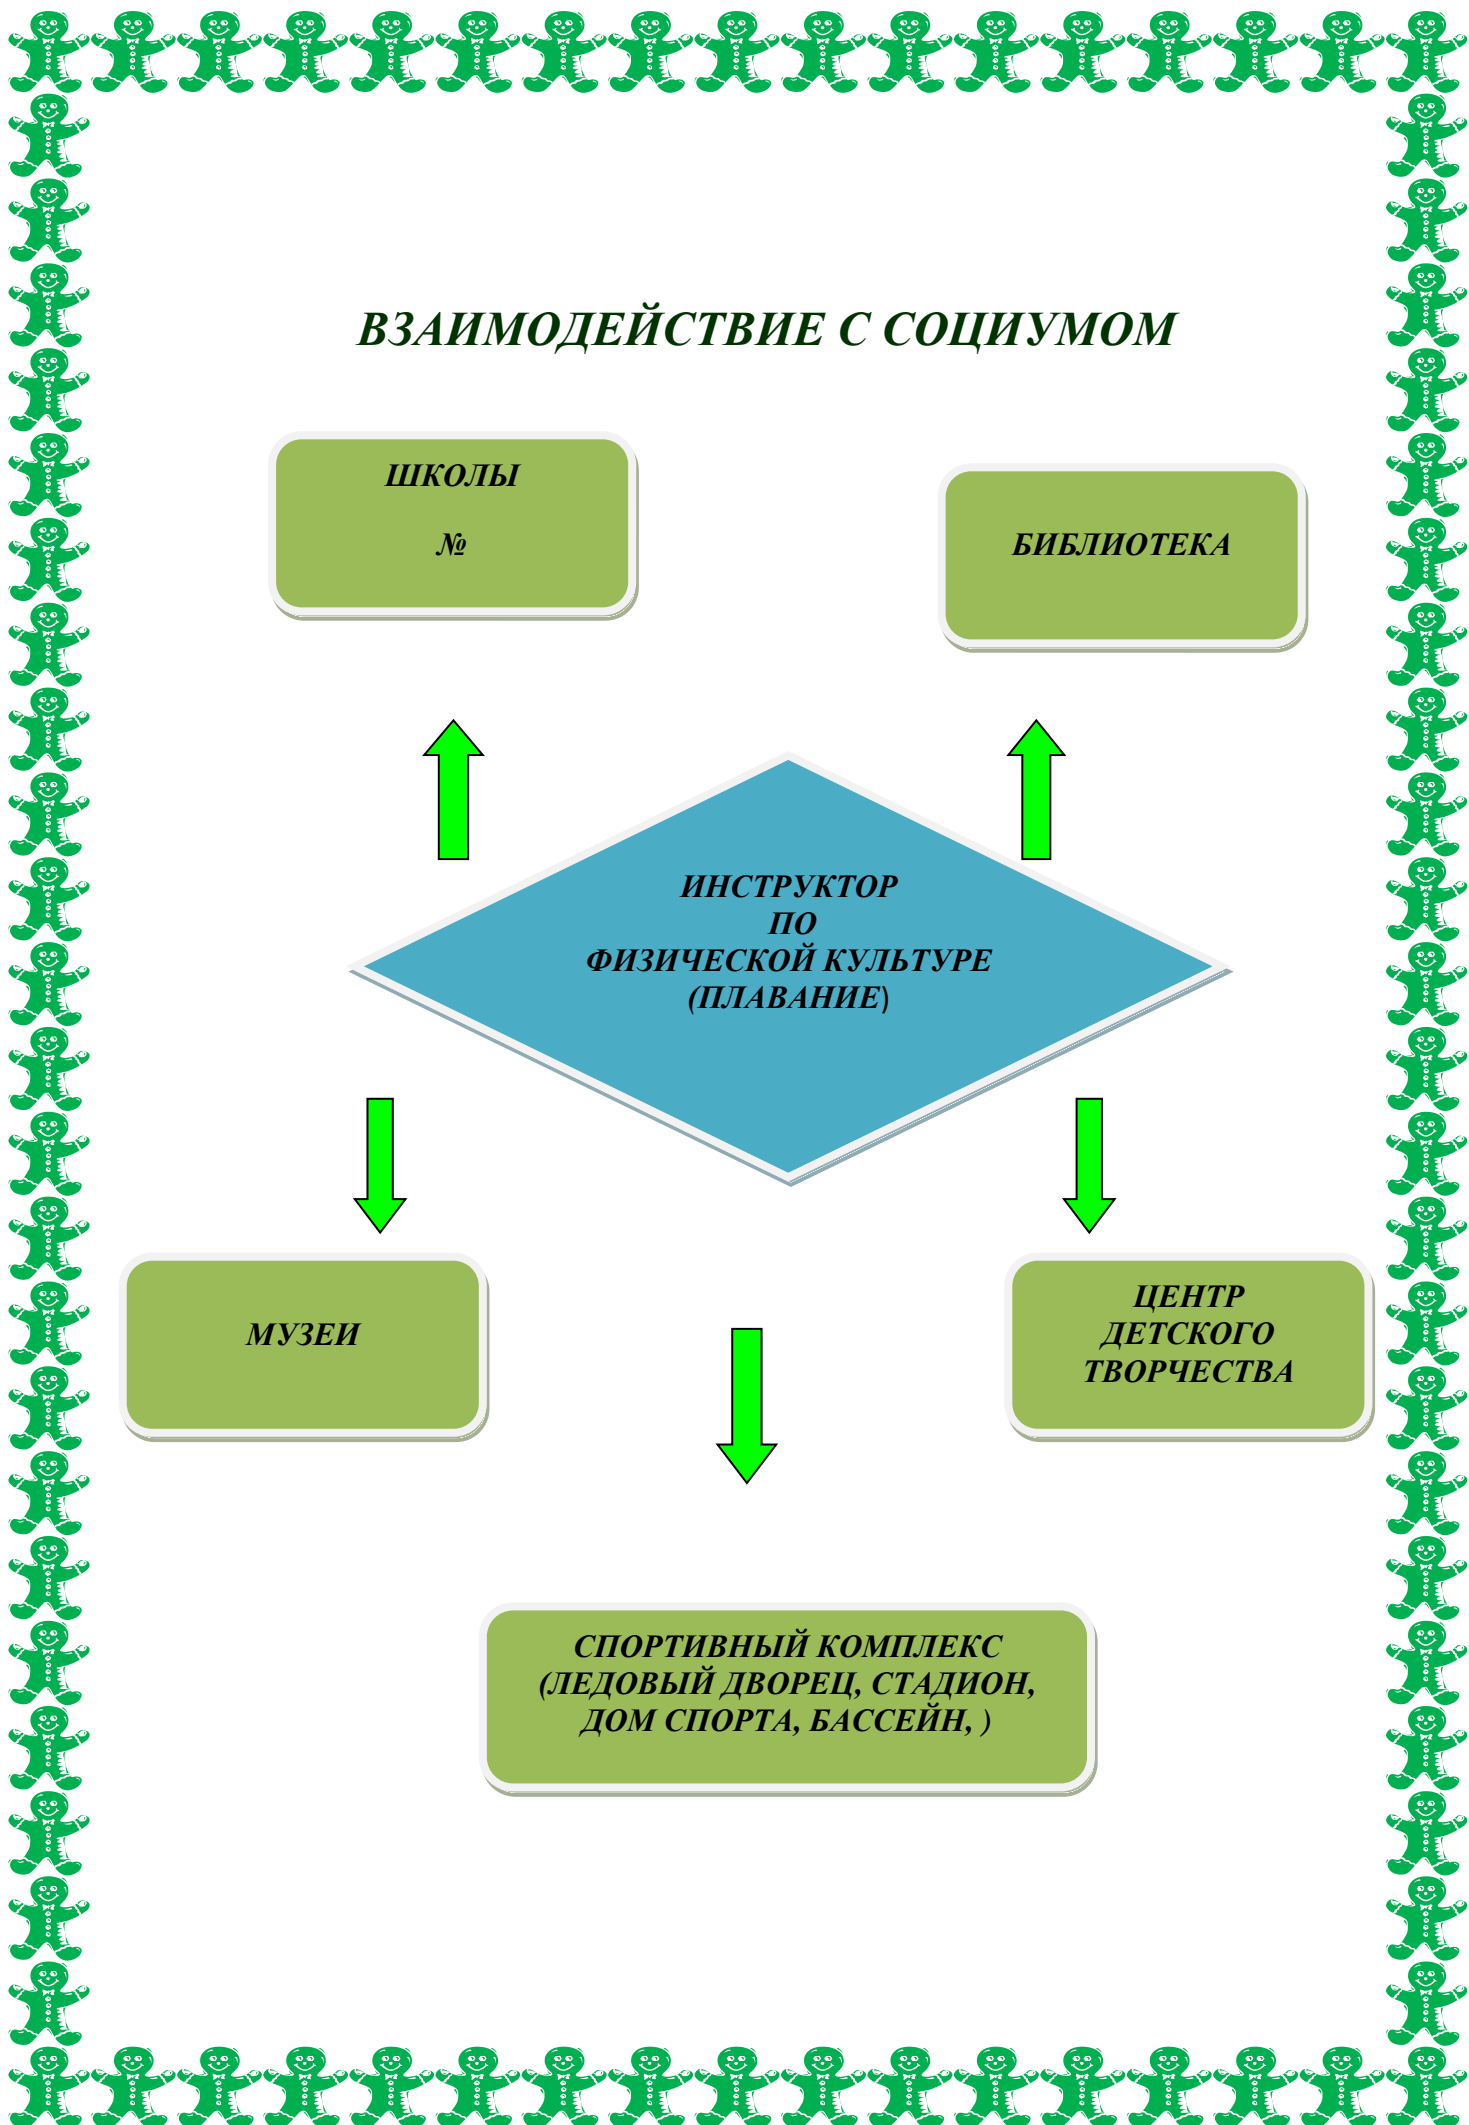 ВЗАИМОДЕЙСТВИЕ С СОЦИУМОМ
ШКОЛЫ
№
БИБЛИОТЕКА
ИНСТРУКТОР
ПО
ФИЗИЧЕСКОЙ КУЛЬТУРЕ
(ПЛАВАНИЕ)
МУЗЕИ
ЦЕНТР
ДЕТСКОГО
ТВОРЧЕСТВА
СПОРТИВНЫЙ КОМПЛЕКС
(ЛЕДОВЫЙ ДВОРЕЦ, СТАДИОН,
ДОМ СПОРТА, БАССЕЙН, )